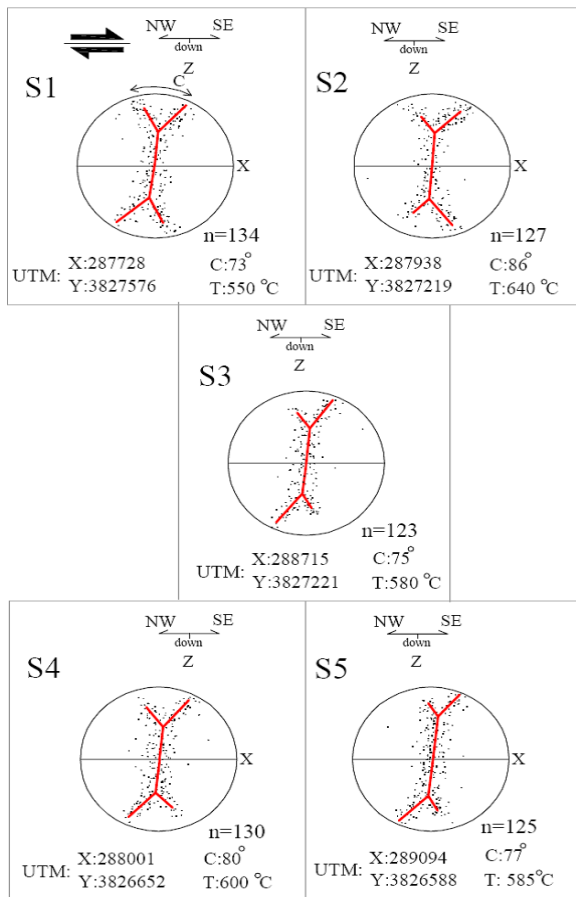 NW SE
down
Z
C
S1
X
n=134
UTM: X:287728 C:73°
Y:3827576 T:550 °C
NW SE
down
Z
S2
X
n=127
UTM: X:287938 C:86°
Y:3827219 T:640 °C
NW SE
down
Z
S3
n=123
UTM: X:288715 C:75°
Y:3827221 T:580 °C
NW SE
down
Z
S4
X
n=130
UTM: X:288001 C:80°
Y:3826652 T:600 °C
NW SE
down
Z
S5
X
n=125
UTM: X:289094 C:77°
Y:3826588 T: 585°C